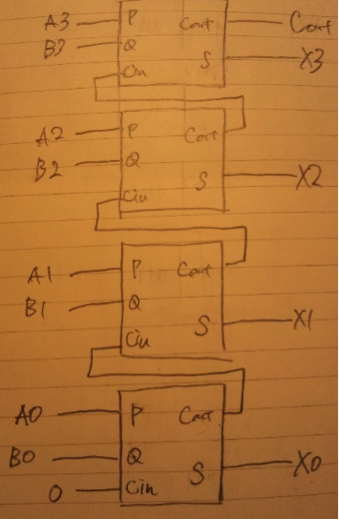 A3 P Cout Cout
B3 Q S X3
Cin
A2 P Cout
B2 Q S X2
Cin
A1 P Cout
B1 Q
Cin S X1
A0 P Cout
B0 Q S X0
0 Cin